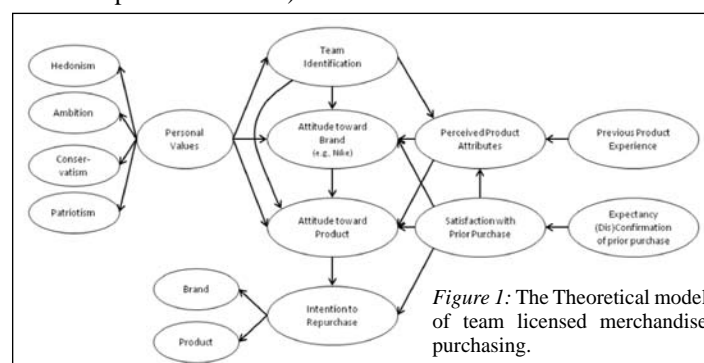 Hedonism
Ambition
Conser-
vatism
Patriotism
Personal
Values
Team
Identification
Attitude toward
Brand
(e.g., Nike)
Attitude toward
Product
Intention to
Repurchase
Brand
Product
Perceived Product
Attributes
Satisfaction with
Prior Purchase
Previous Product
Experience
Expectancy
(Dis)Confirmation
of prior purchase
Figure 1: The Theoretical model
of team licensed merchandise
purchasing.